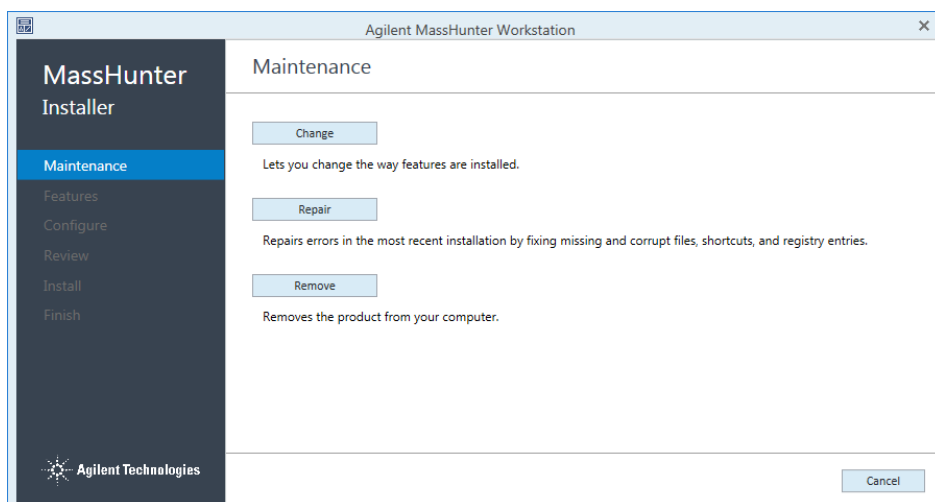 Agilent MassHunter Workstation
MassHunter
Installer
Maintenance
Features
Configure
Review
Install
Finish
Agilent Technologies
Maintenance
Change
Lets you change the way features are installed.
Repair
Repairs errors in the most recent installation by fixing missing and corrupt files, shortcuts, and registry entries.
Remove
Removes the product from your computer.
Cancel